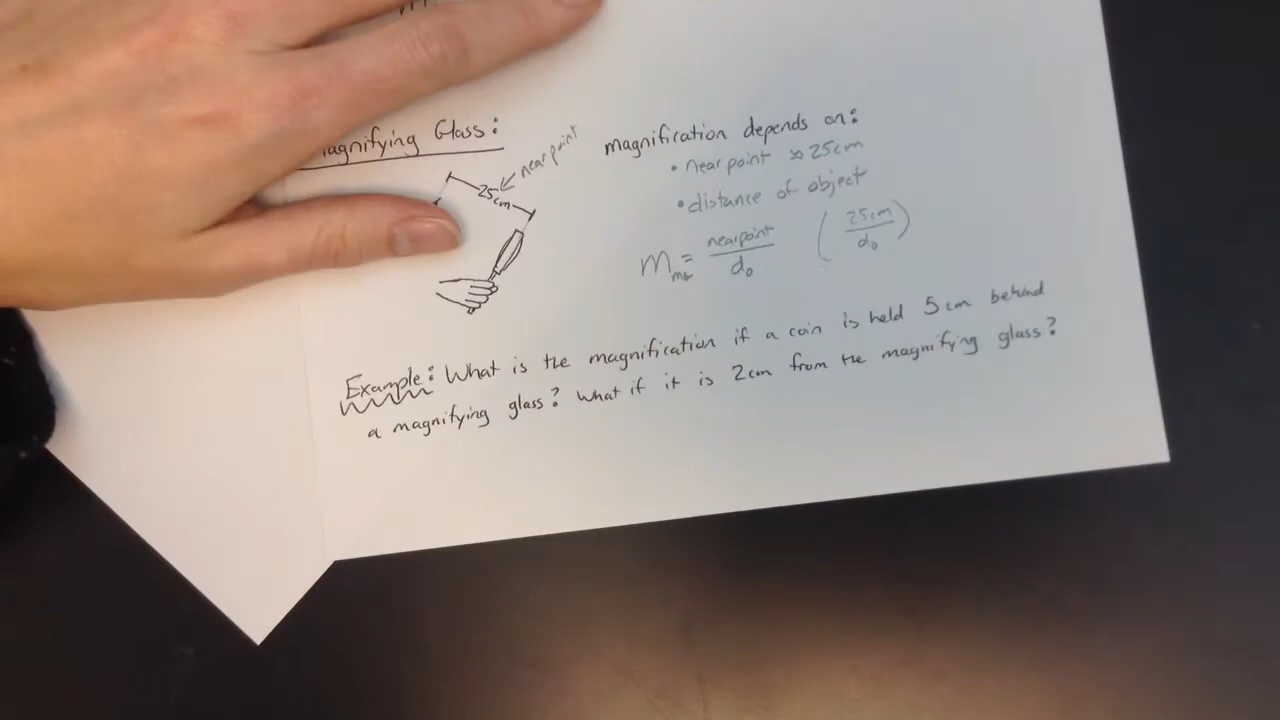 agnifying Glass:
25cm
near point
magnification depends on:
• near point ≈ 25cm
• distance of object
M = nearpoint / do (25cm / do)
Example: What is the magnification if a coin is held 5cm behind
a magnifying glass? What if it is 2cm from the magnifying glass?